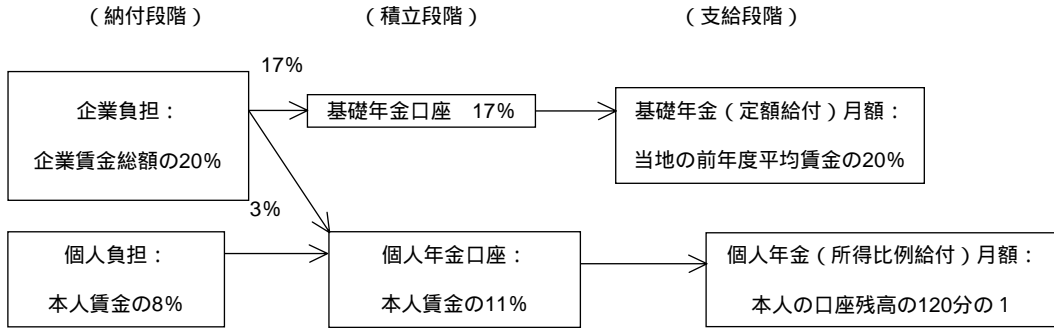 （納付段階）
（積立段階）
（支給段階）
17%
企業負担：
企業賃金総額の20%
基礎年金口座　17%
基礎年金（定額給付）月額：
当地の前年度平均賃金の20%
3%
個人負担：
本人賃金の8%
個人年金口座：
本人賃金の11%
個人年金（所得比例給付）月額：
本人の口座残高の120分の１